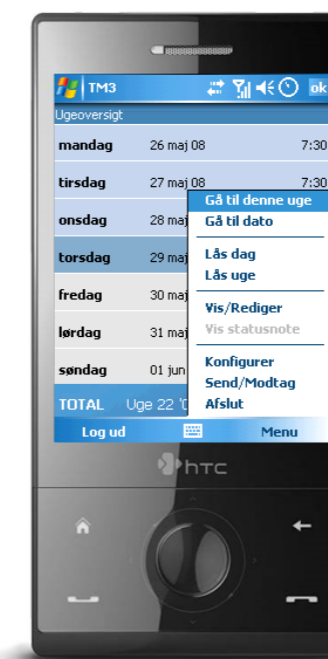 TM3 ok
Ugeoversigt
mandag 26 maj 08 7:30
tirsdag 27 maj 08 7:30
onsdag 28 maj
torsdag 29 maj
fredag 30 maj
lørdag 31 maj
søndag 01 jun
TOTAL Uge 22
Gå til denne uge
Gå til dato
Lås dag
Lås uge
Vis/Rediger
Vis statusnote
Konfigurer
Send/Modtag
Afslut
Log ud Menu
hTC